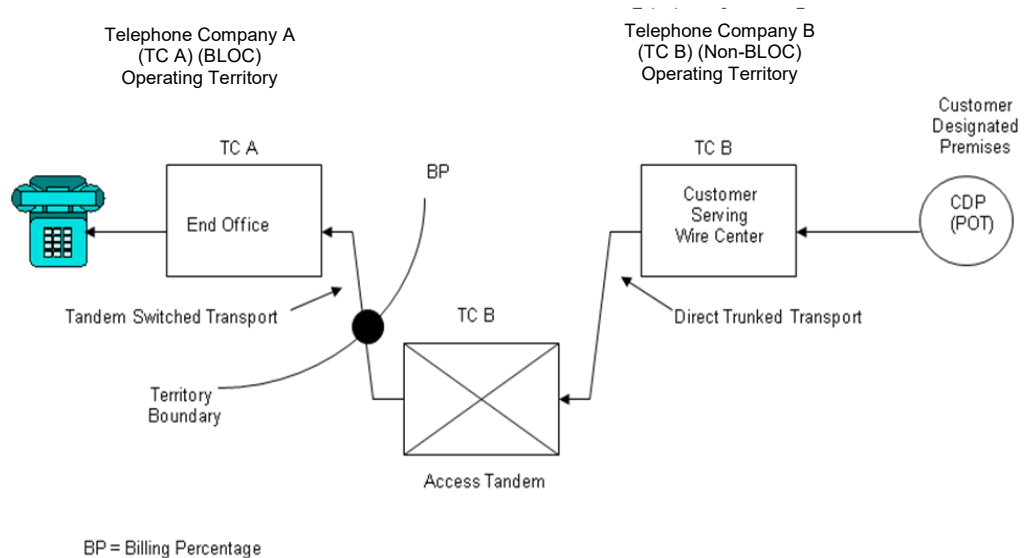 Telephone Company A
(TC A) (BLOC)
Operating Territory
Telephone Company B
(TC B) (Non-BLOC)
Operating Territory
Customer
Designated
Premises
TC A
BP
TC B
End Office
Customer
Serving
Wire Center
CDP
(POT)
Tandem Switched Transport
TC B
Direct Trunked Transport
Territory
Boundary
Access Tandem
BP = Billing Percentage